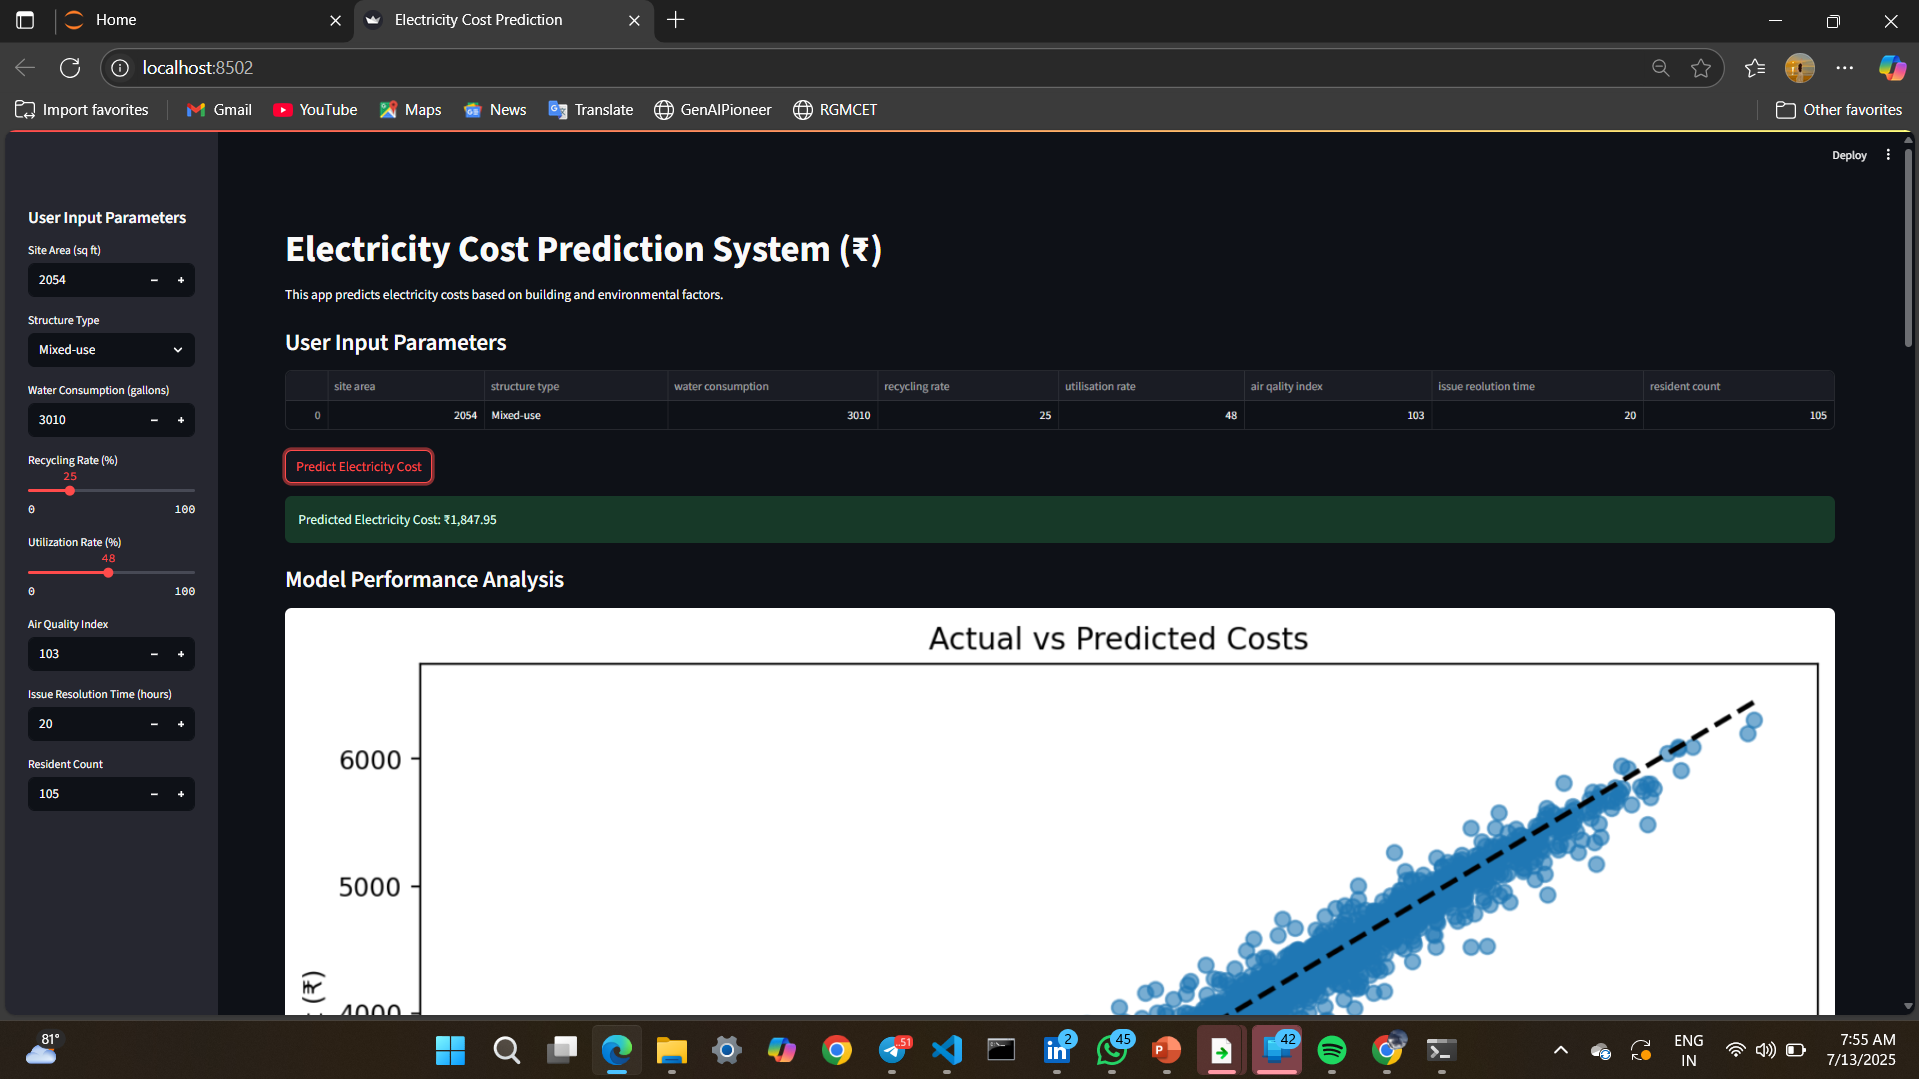 Home
Electricity Cost Prediction
localhost:8502
Import favorites
Gmail
YouTube
Maps
News
Translate
GenAIPioneer
RGMCET
Other favorites
Deploy
User Input Parameters
Site Area (sq ft)
2054
Structure Type
Mixed-use
Water Consumption (gallons)
3010
Recycling Rate (%)
25
0 100
Utilization Rate (%)
48
0 100
Air Quality Index
103
Issue Resolution Time (hours)
20
Resident Count
105
Electricity Cost Prediction System (₹)
This app predicts electricity costs based on building and environmental factors.
User Input Parameters
site area structure type water consumption recycling rate utilisation rate air qality index issue reolution time resident count
0 2054 Mixed-use 3010 25 48 103 20 105
Predict Electricity Cost
Predicted Electricity Cost: ₹1,847.95
Model Performance Analysis
Actual vs Predicted Costs
6000
5000
4000
(₹)
81°
.51
2
45
42
ENG
IN
7:55 AM
7/13/2025